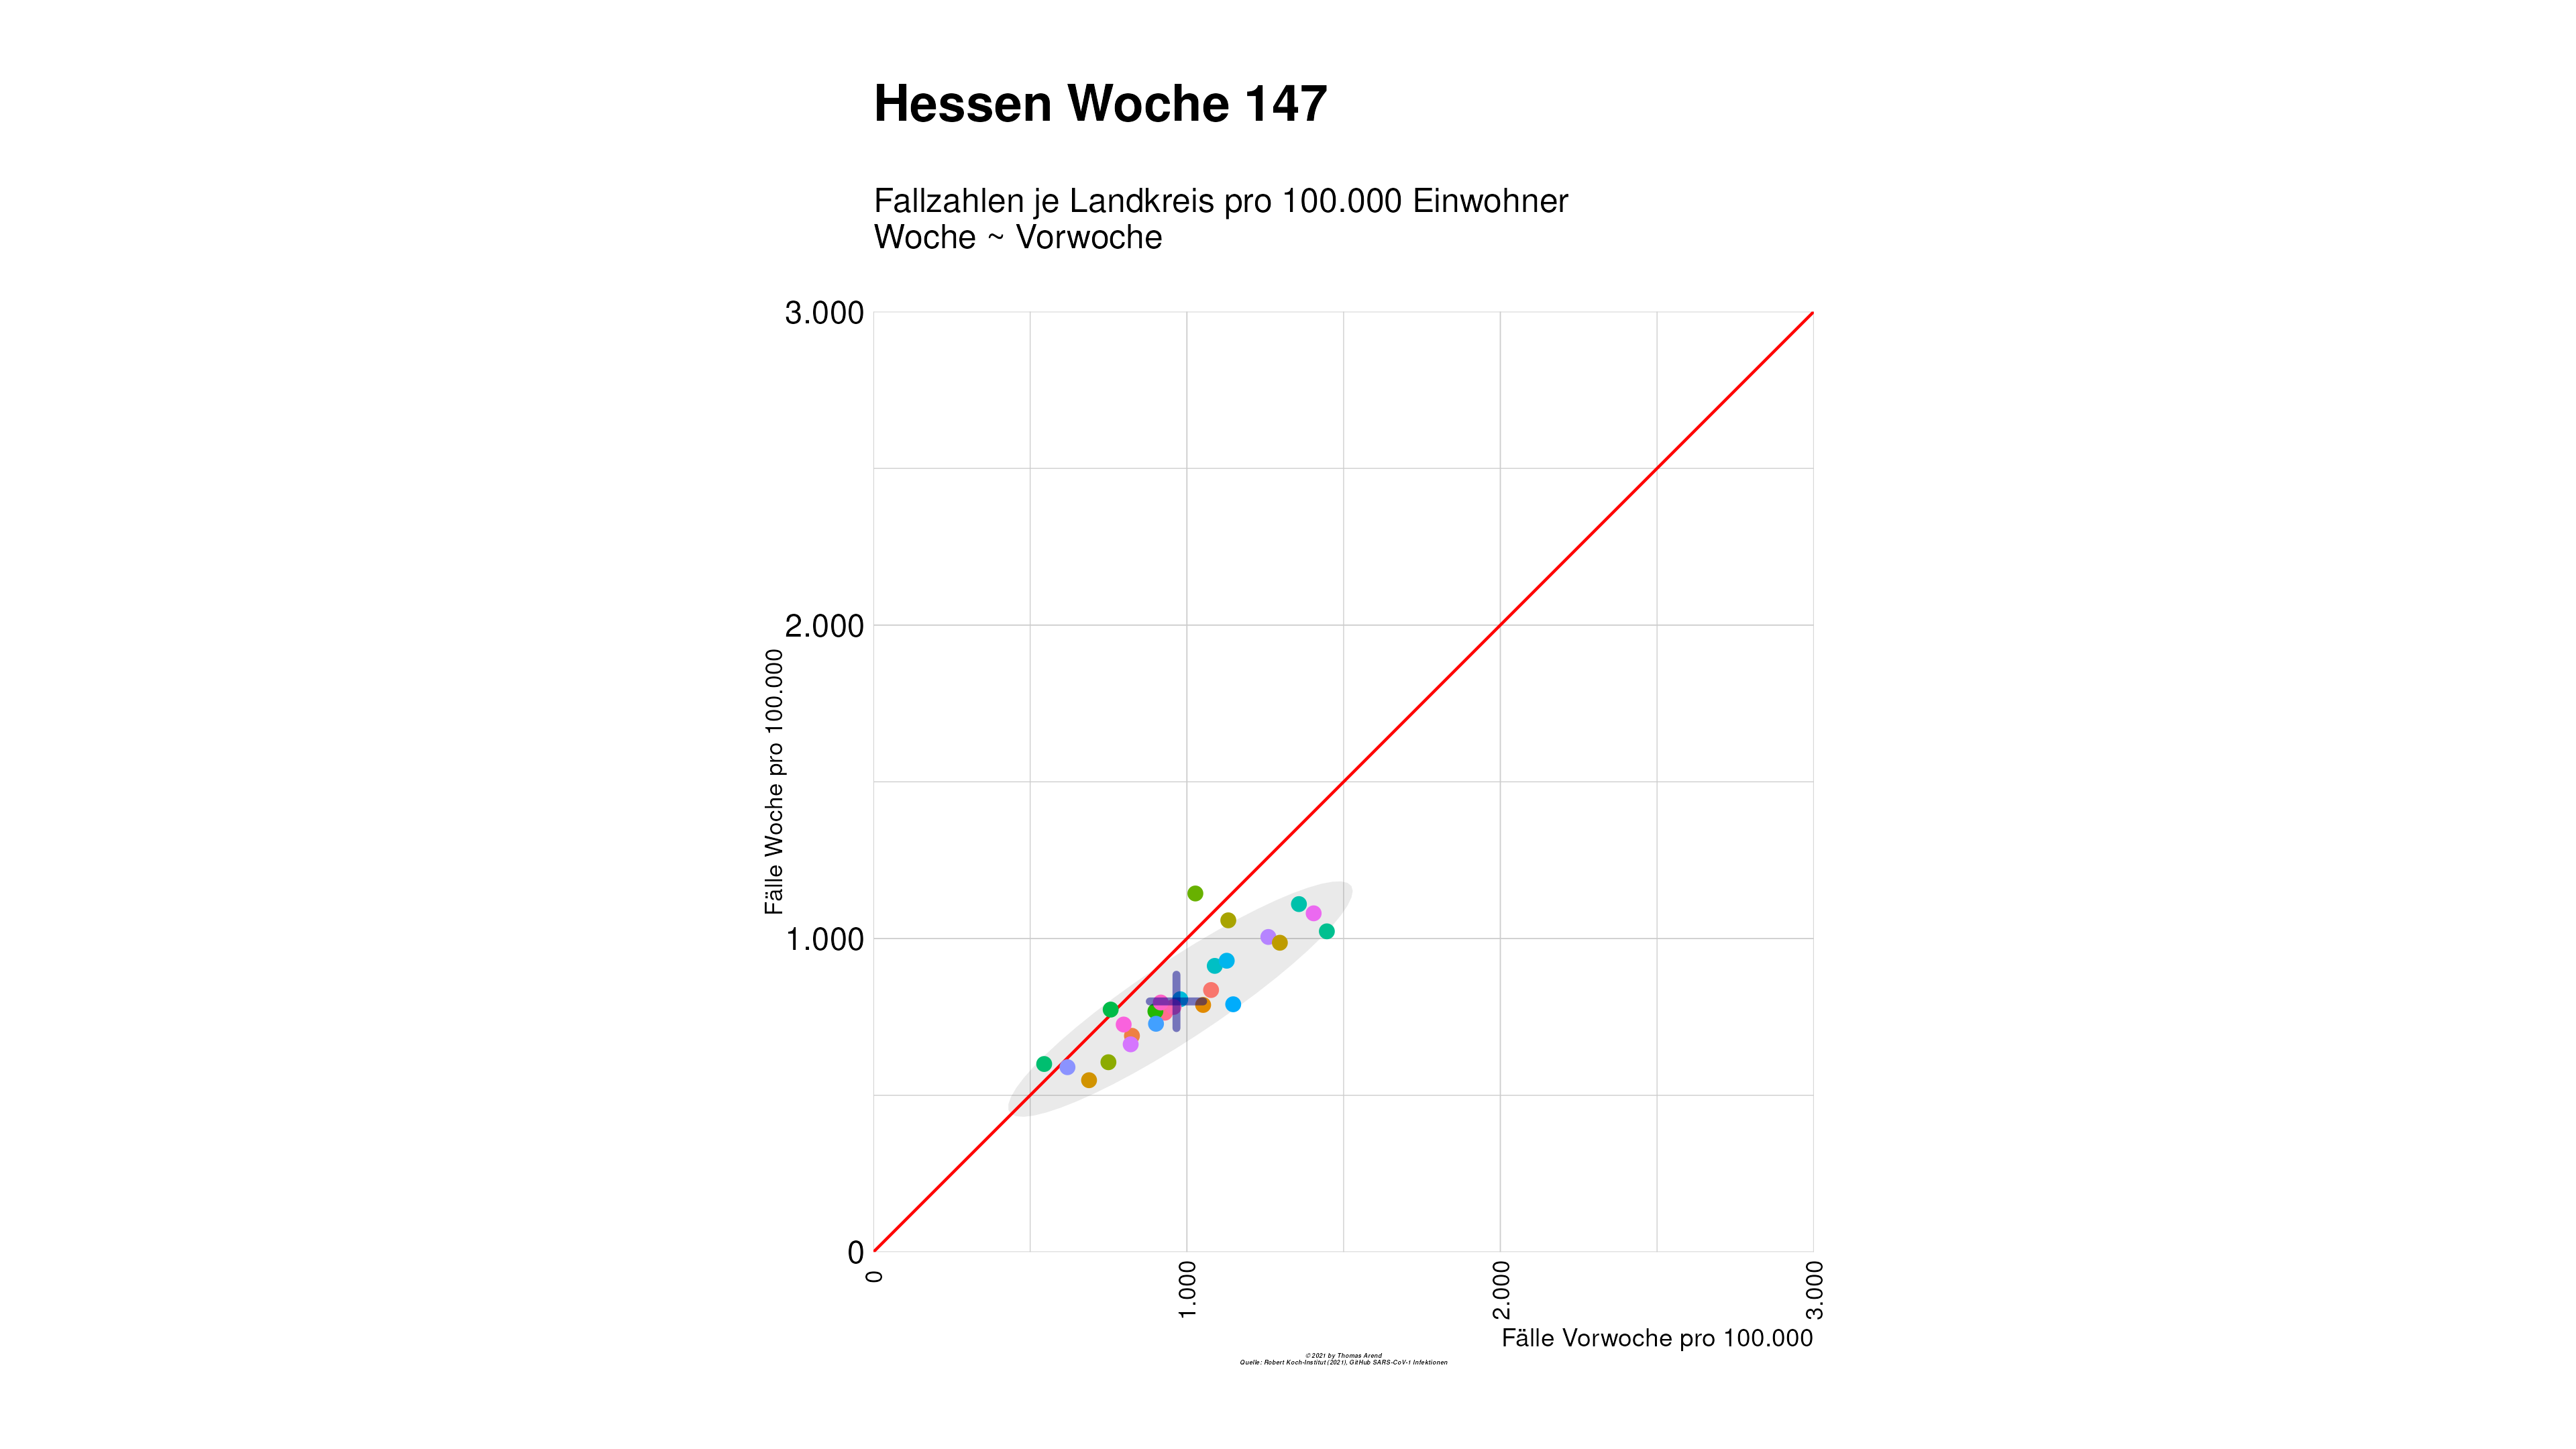 Hessen Woche 147
Fallzahlen je Landkreis pro 100.000 Einwohner
Woche ~ Vorwoche
3.000
2.000
1.000
0
Fälle Woche pro 100.000
0
1.000
2.000
3.000
Fälle Vorwoche pro 100.000
© 2021 by Thomas Arend
Quelle: Robert Koch-Institut (2021), GitHub SARS-CoV-1 Infektionen